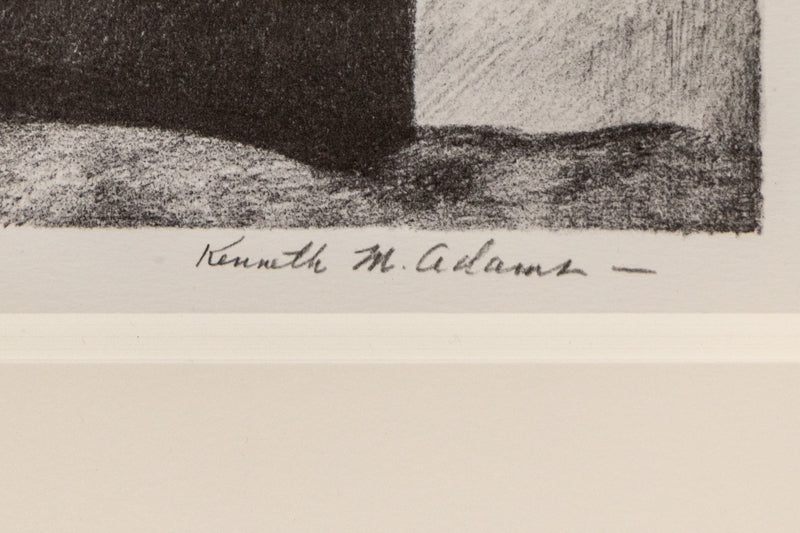 Kenneth M. Adams —